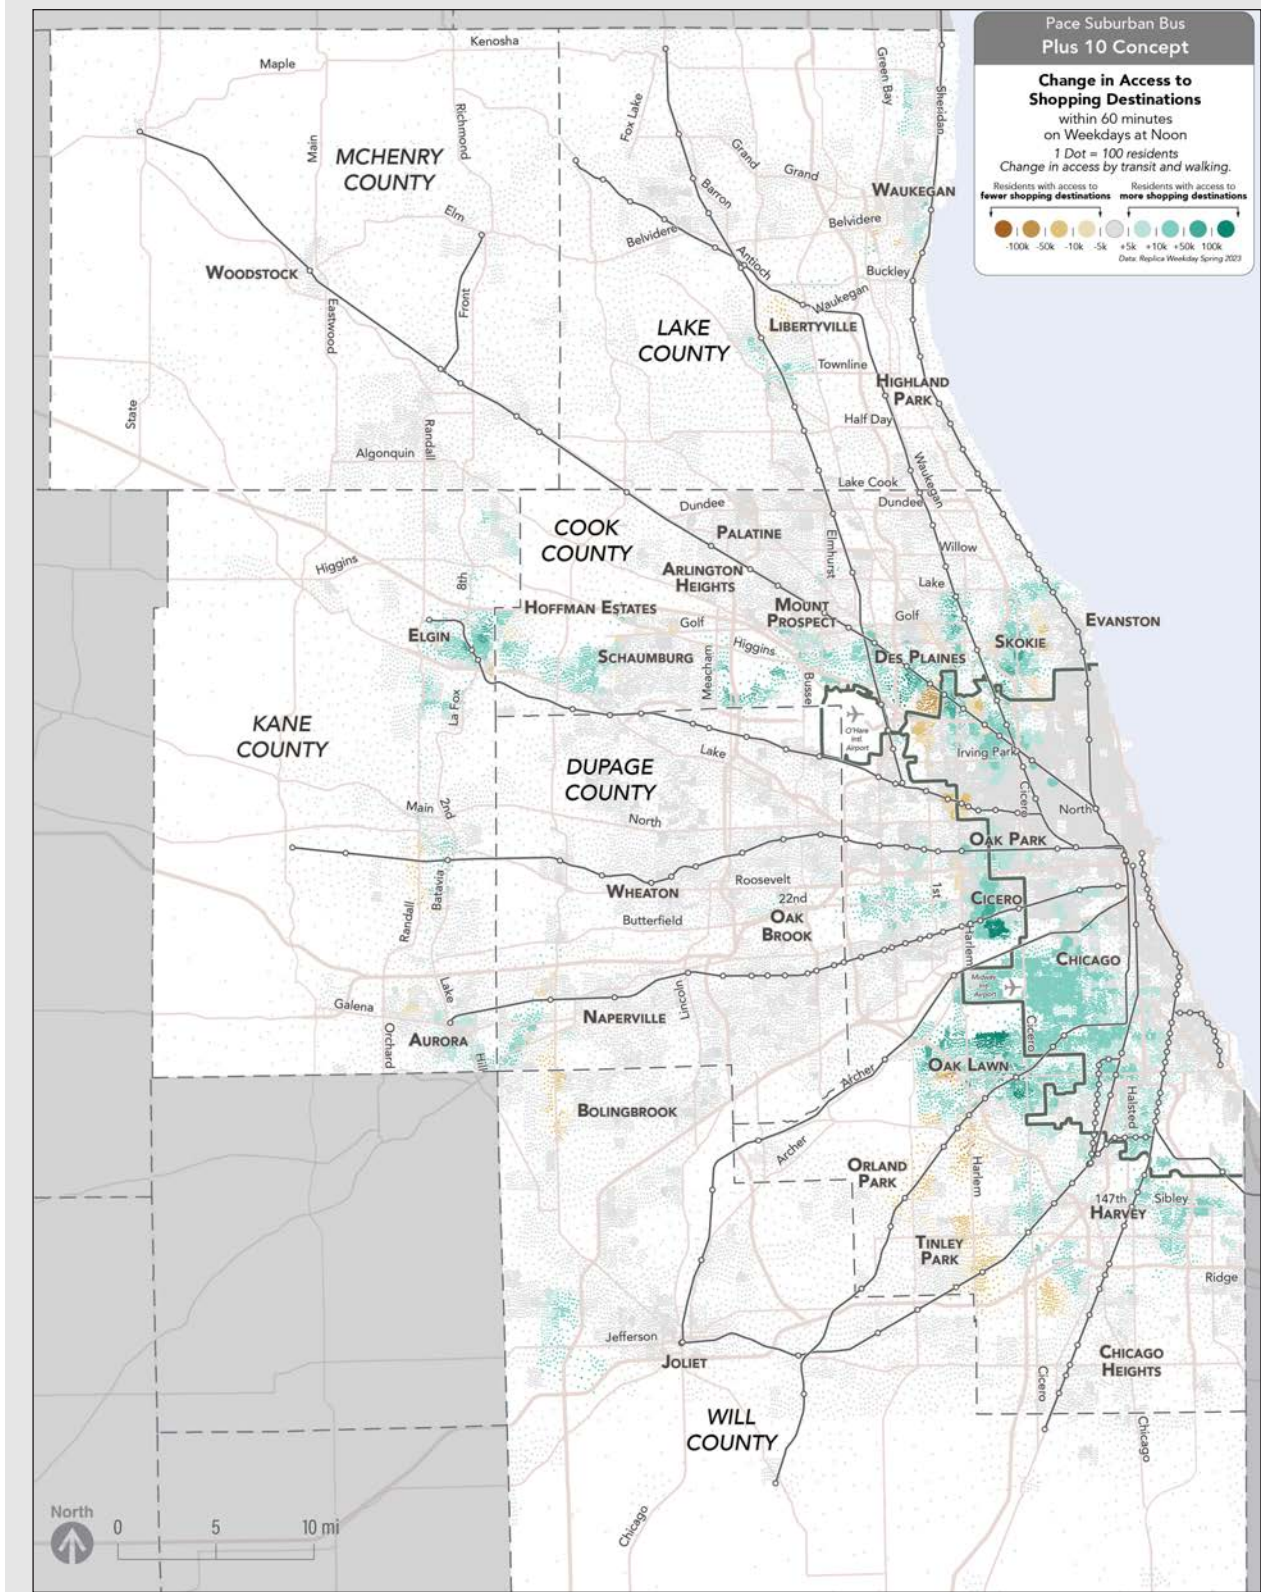 Pace Suburban Bus
Plus 10 Concept
Change in Access to
Shopping Destinations
within 60 minutes
on Weekdays at Noon
1 Dot = 100 residents
Change in access by transit and walking.
Residents with access to
fewer shopping destinations
Residents with access to
more shopping destinations
-100k -50k -10k -5k +5k +10k +50k 100k
Data: Replica Weekday Spring 2023
Kenosha
Maple
Green Bay
Sheridan
Fox Lake
Richmond
Main
MCHENRY
COUNTY
Grand
Grand
WAUKEGAN
Barron
Elm
Belvidere
Belvidere
WOODSTOCK
Antioch
Buckley
Eastwood
Front
Waukegan
LIBERTYVILLE
LAKE
COUNTY
Townline
HIGHLAND
PARK
State
Randall
Half Day
Algonquin
Waukegan
Lake Cook
Dundee
Dundee
COOK
COUNTY
PALATINE
Elmhurst
Willow
Higgins
ARLINGTON
HEIGHTS
8th
Lake
HOFFMAN ESTATES
MOUNT
PROSPECT
Golf
Golf
EVANSTON
ELGIN
Higgins
SKOKIE
SCHAUMBURG
DES PLAINES
Meacham
Busse
La Fox
KANE
COUNTY
O'Hare
Intl.
Airport
Lake
Irving Park
DUPAGE
COUNTY
Cicero
Main
2nd
North
North
OAK PARK
Roosevelt
WHEATON
22nd
1st
CICERO
Batavia
Randall
Butterfield
OAK
BROOK
Harlem
CHICAGO
Midway
Intl.
Airport
Lake
Lincoln
Galena
NAPERVILLE
Orchard
Cicero
AURORA
Hill
OAK LAWN
Archer
BOLINGBROOK
Halsted
Archer
ORLAND
PARK
Harlem
147th
Sibley
HARVEY
TINLEY
PARK
Ridge
Jefferson
JOLIET
CHICAGO
HEIGHTS
Cicero
WILL
COUNTY
Chicago
Chicago
North
0 5 10 mi